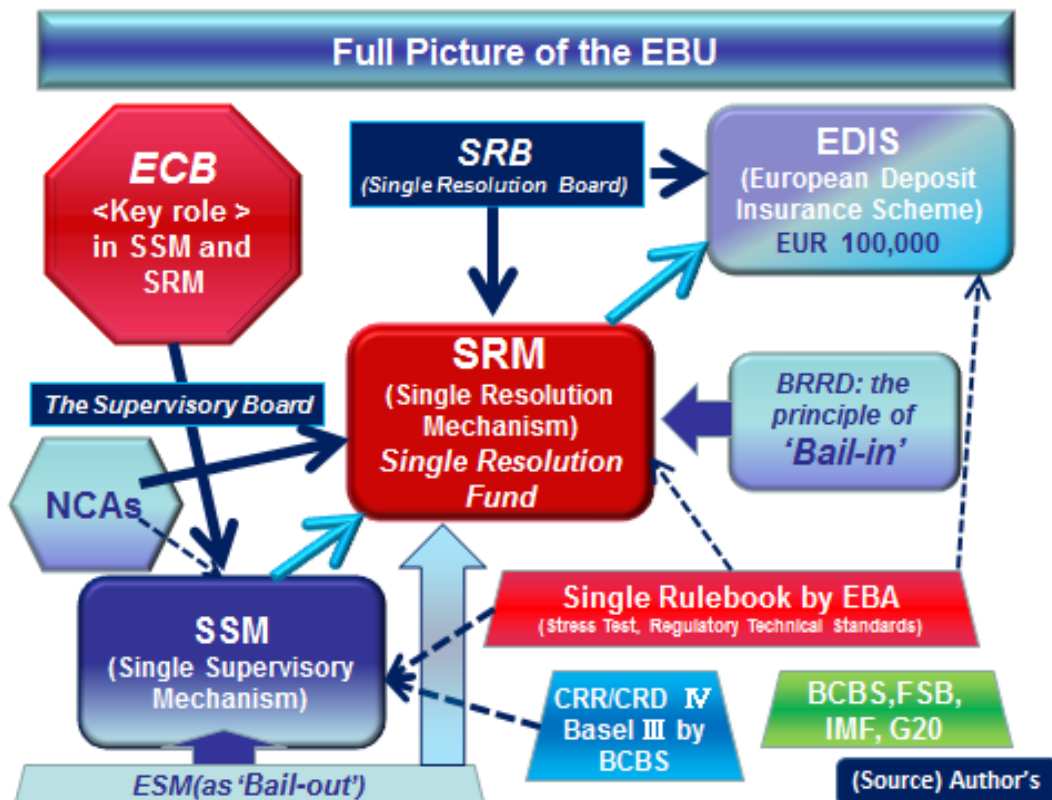 Full Picture of the EBU
ECB
<Key role >
in SSM and
SRM
SRB
(Single Resolution Board)
EDIS
(European Deposit
Insurance Scheme)
EUR 100,000
The Supervisory Board
NCAs
SRM
(Single Resolution
Mechanism)
Single Resolution
Fund
BRRD: the
principle of
‘Bail-in’
SSM
(Single Supervisory
Mechanism)
Single Rulebook by EBA
(Stress Test, Regulatory Technical Standards)
CRR/CRD Ⅳ
Basel Ⅲ by
BCBS
BCBS,FSB,
IMF, G20
ESM(as ‘Bail-out’)
(Source) Author's